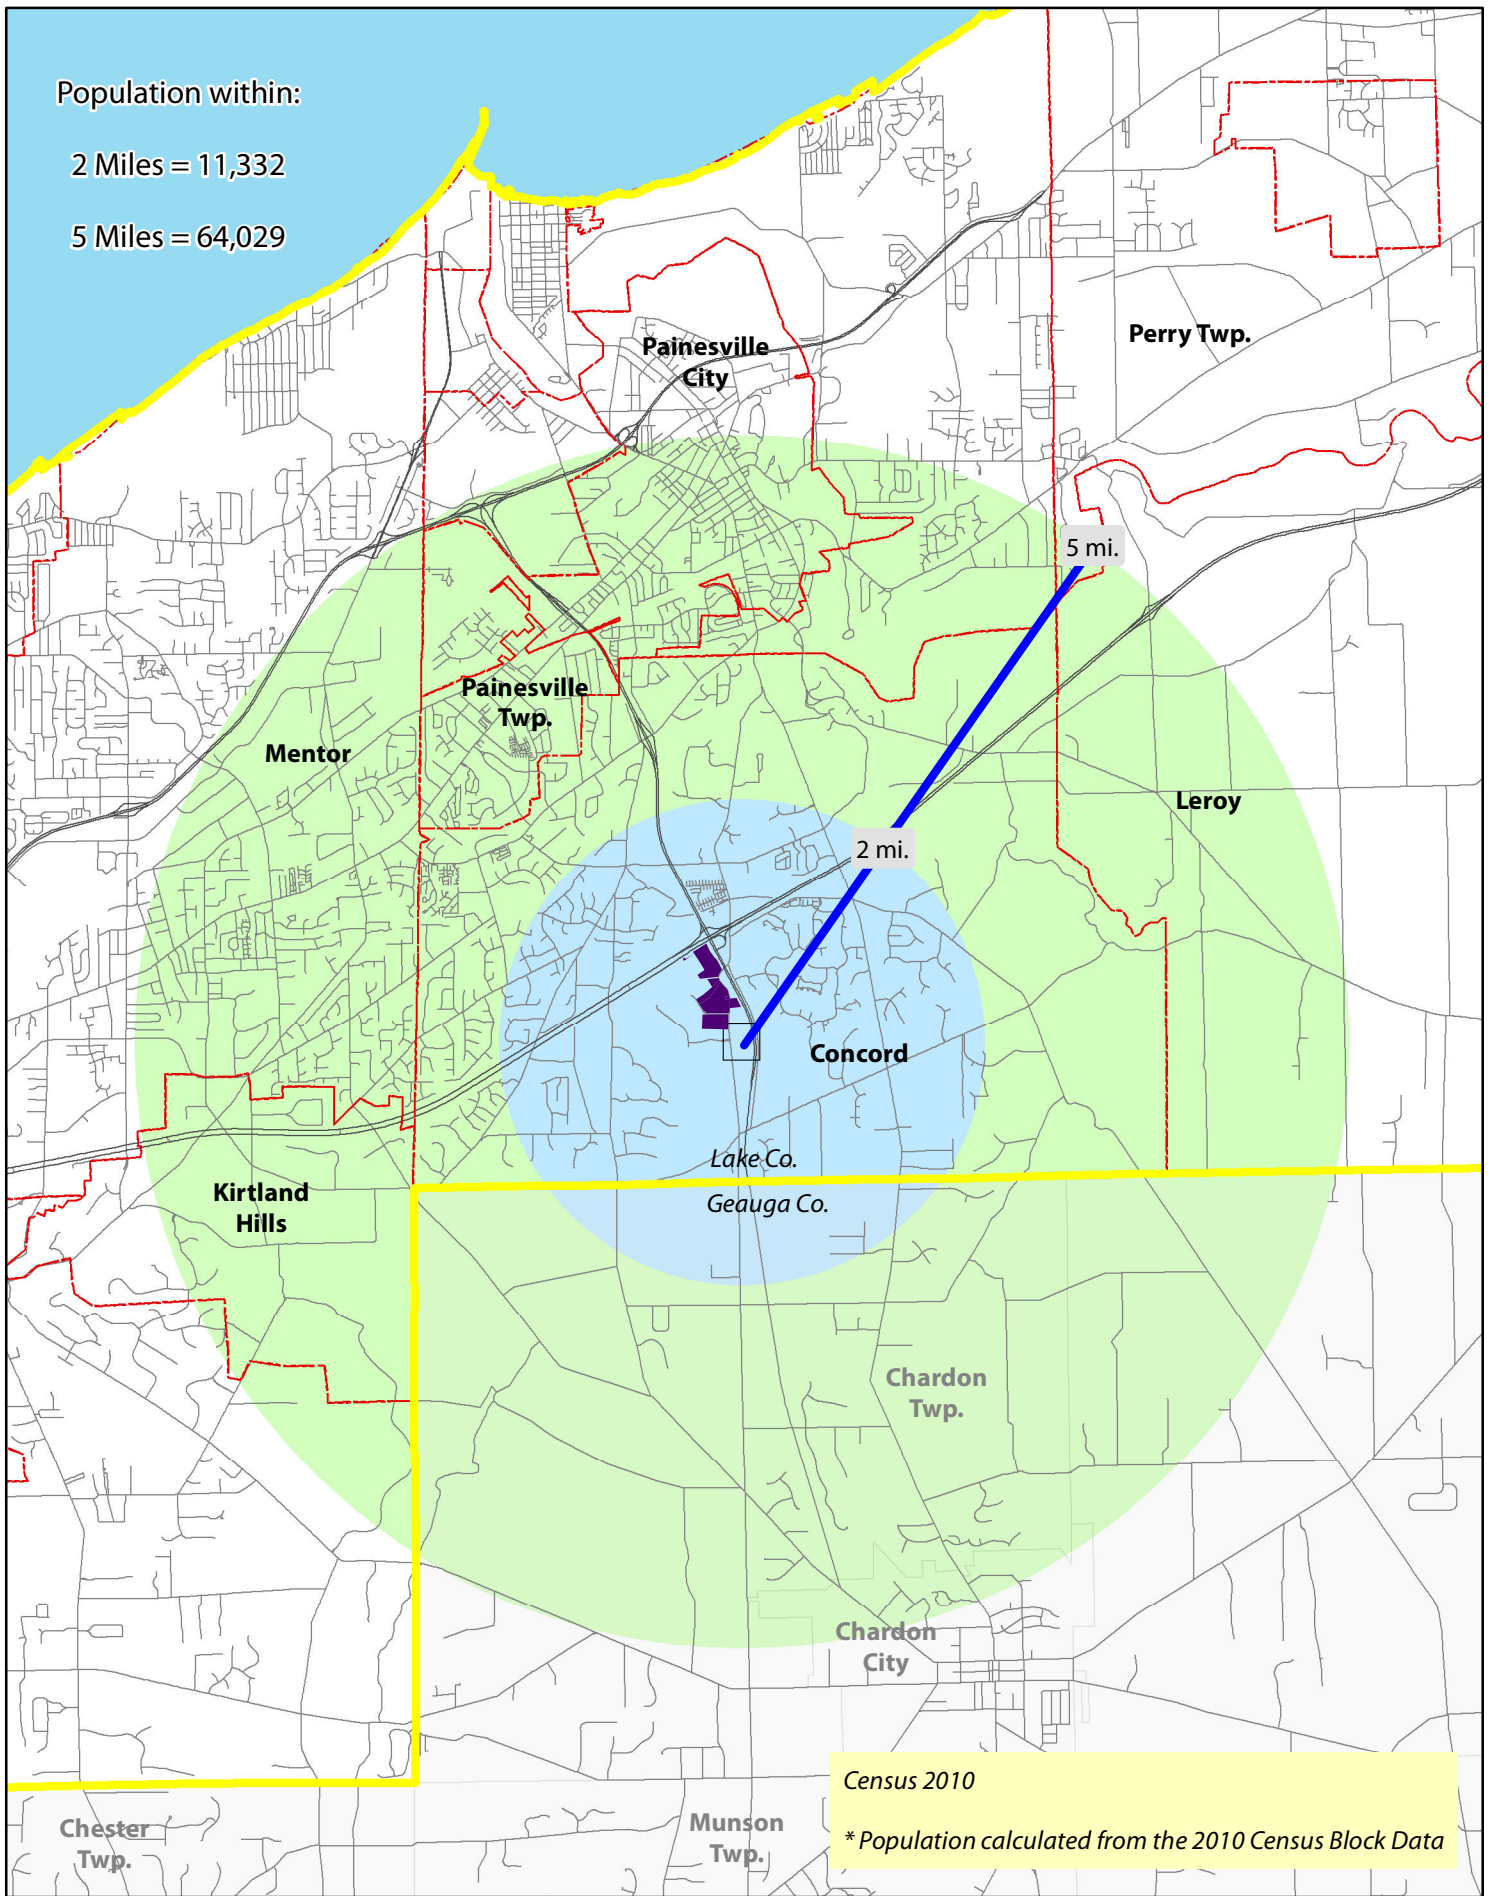 Population within:
2 Miles = 11,332
5 Miles = 64,029
Painesville
City
Perry Twp.
5 mi.
Painesville
Twp.
Mentor
Leroy
2 mi.
Concord
Lake Co.
Geauga Co.
Kirtland
Hills
Chardon
Twp.
Chardon
City
Census 2010
* Population calculated from the 2010 Census Block Data
Chester
Twp.
Munson
Twp.